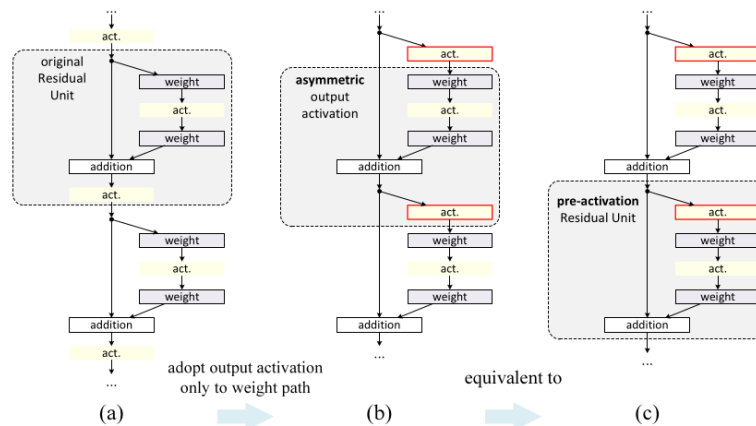 ...
act.
original
Residual
Unit
weight
act.
weight
addition
act.
weight
act.
weight
addition
act.
...
(a)
adopt output activation
only to weight path
...
act.
asymmetric
output
activation
weight
act.
weight
addition
act.
weight
act.
weight
addition
...
(b)
equivalent to
...
act.
weight
act.
weight
addition
pre-activation
Residual Unit
act.
weight
act.
weight
addition
...
(c)